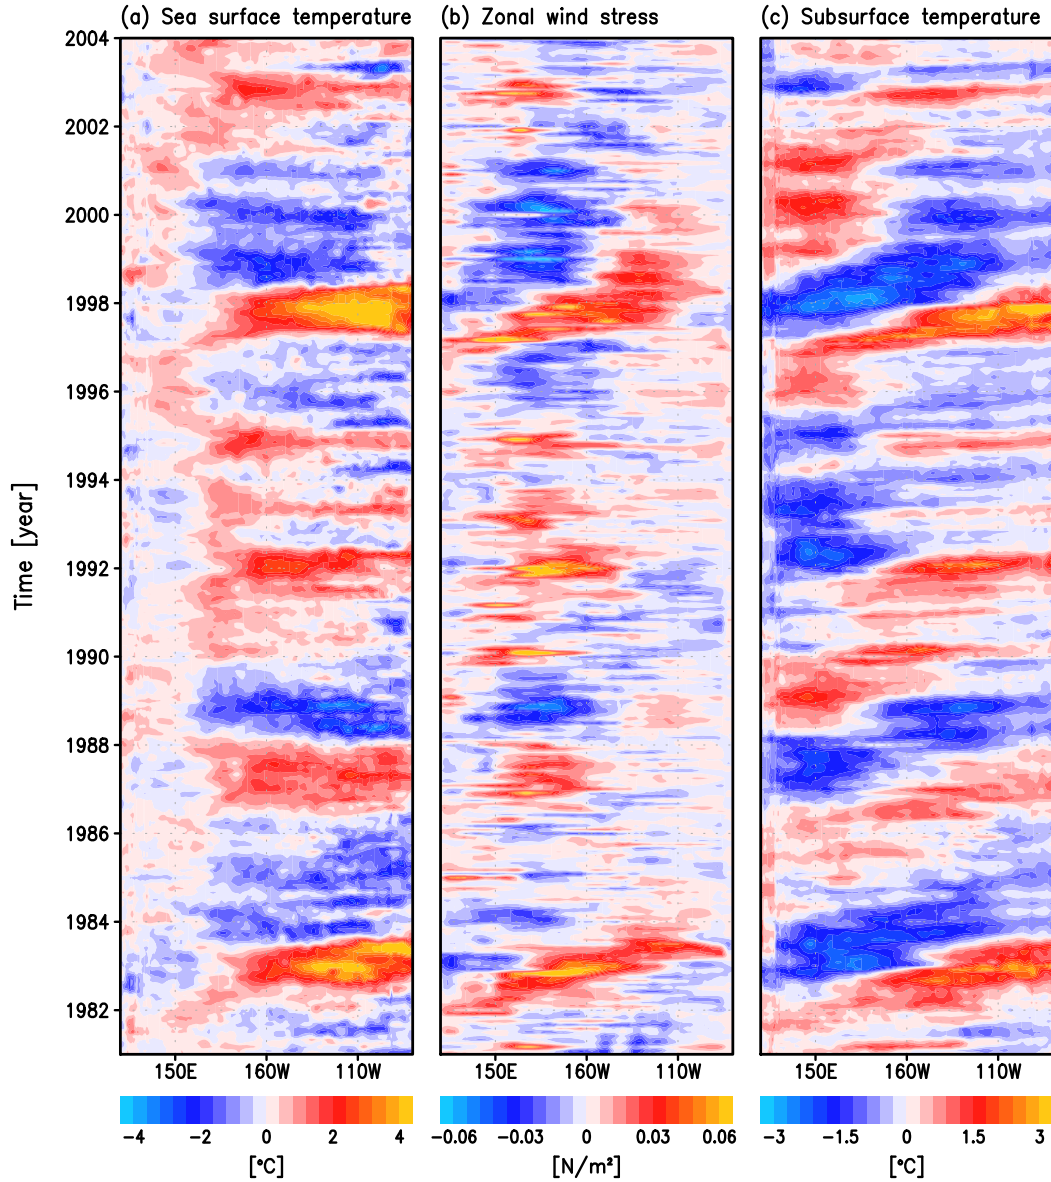 (a) Sea surface temperature
(b) Zonal wind stress
(c) Subsurface temperature
Time [year]
2004
2002
2000
1998
1996
1994
1992
1990
1988
1986
1984
1982
150E 160W 110W
150E 160W 110W
150E 160W 110W
−4 −2 0 2 4
[°C]
−0.06 −0.03 0 0.03 0.06
[N/m²]
−3 −1.5 0 1.5 3
[°C]